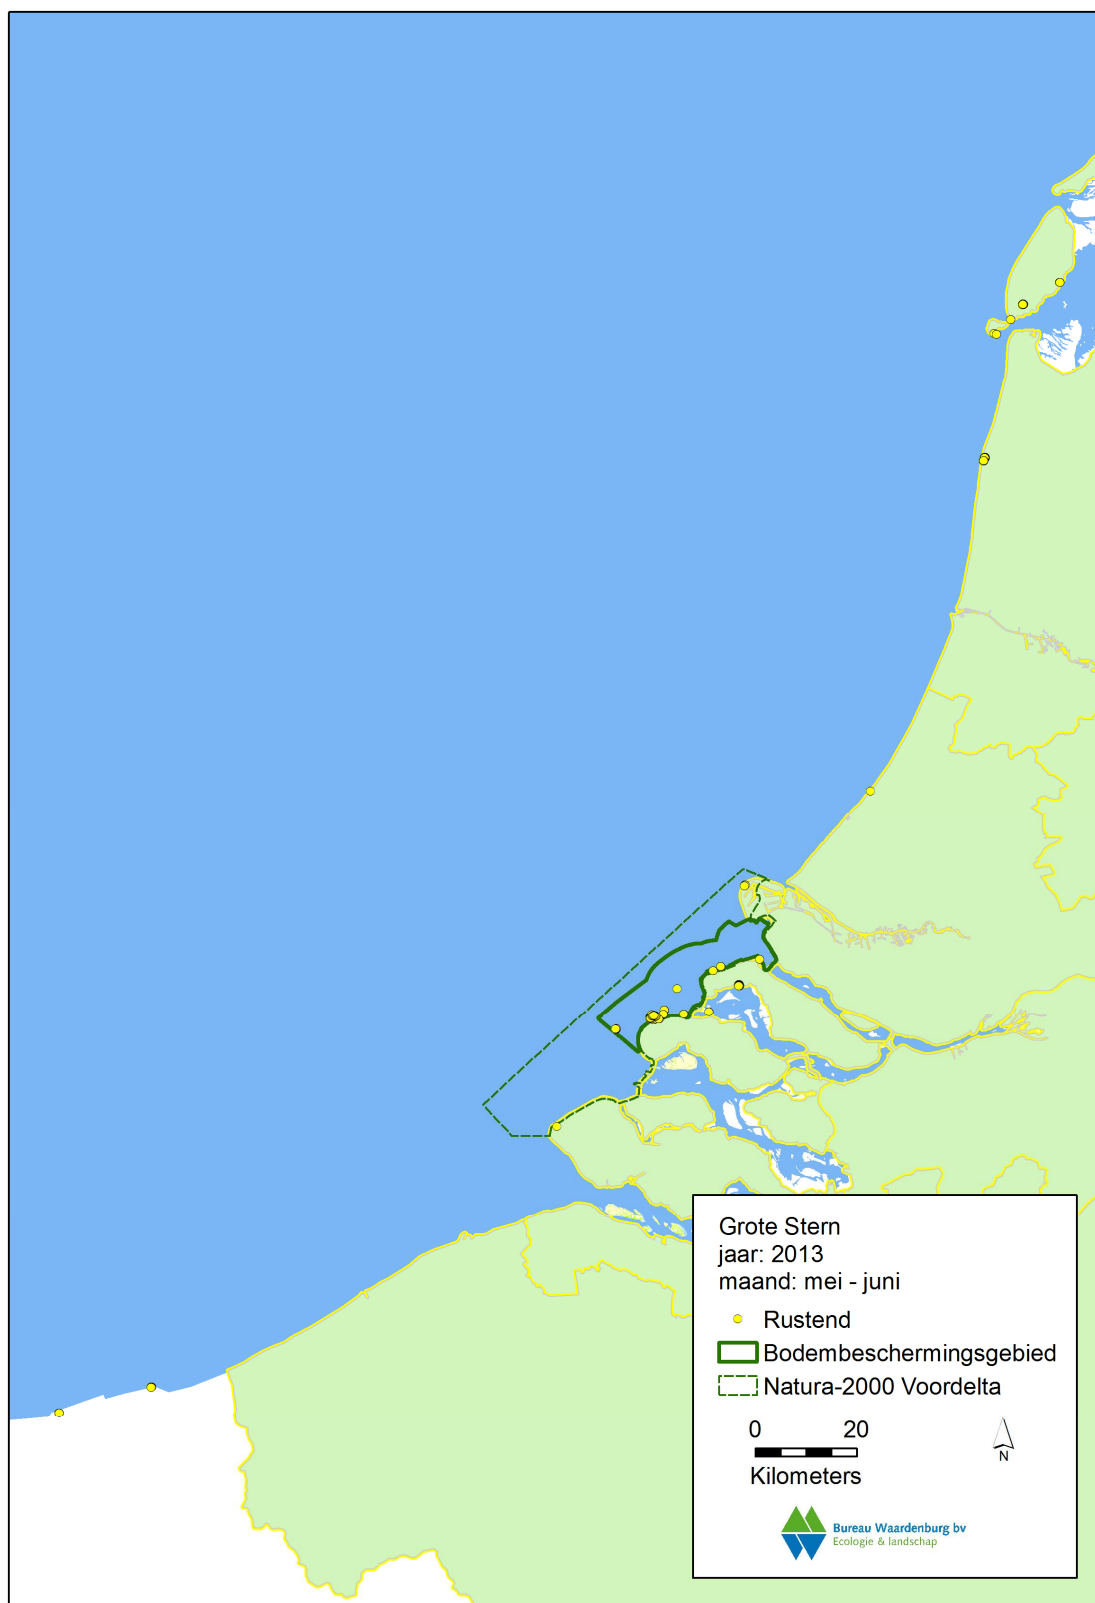 Grote Stern
jaar: 2013
maand: mei - juni
Rustend
Bodembeschermingsgebied
Natura-2000 Voordelta
0 20
Kilometers
N
Bureau Waardenburg bv
Ecologie & landschap